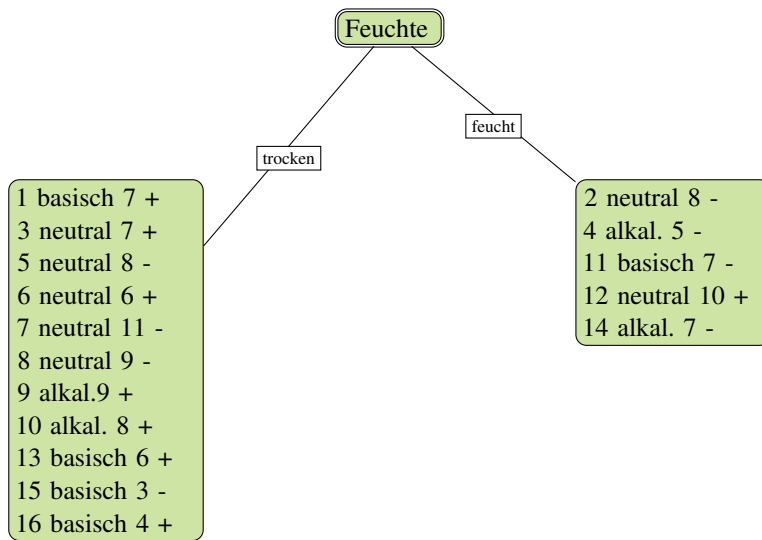 Feuchte
trocken
feucht
1 basisch 7 +
3 neutral 7 +
5 neutral 8 -
6 neutral 6 +
7 neutral 11 -
8 neutral 9 -
9 alkal.9 +
10 alkal. 8 +
13 basisch 6 +
15 basisch 3 -
16 basisch 4 +
2 neutral 8 -
4 alkal. 5 -
11 basisch 7 -
12 neutral 10 +
14 alkal. 7 -